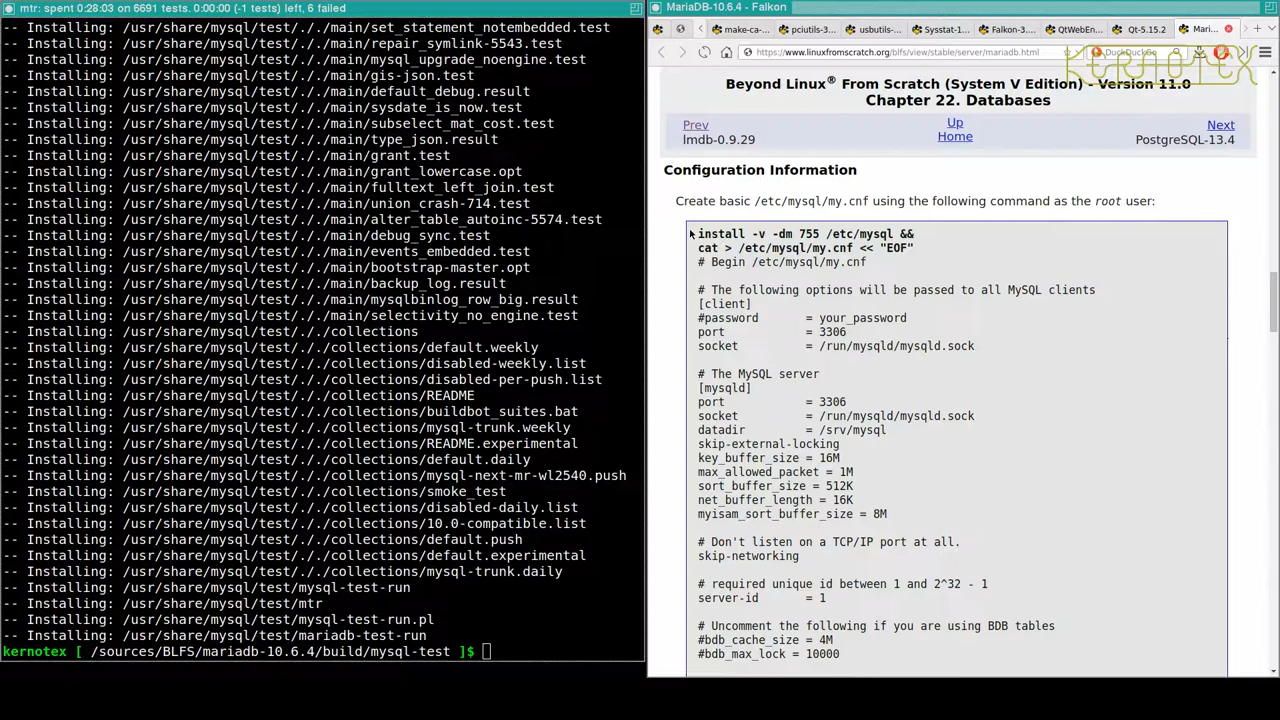 mtr: spent 0:28:03 on 6691 tests. 0:00:00 (-1 tests) left, 6 failed
-- Installing: /usr/share/mysql/test/././main/set_statement_notembedded.test
-- Installing: /usr/share/mysql/test/././main/repair_symlink-5543.test
-- Installing: /usr/share/mysql/test/././main/mysql_upgrade_noengine.test
-- Installing: /usr/share/mysql/test/././main/gis-json.test
-- Installing: /usr/share/mysql/test/././main/default_debug.result
-- Installing: /usr/share/mysql/test/././main/sysdate_is_now.test
-- Installing: /usr/share/mysql/test/././main/subselect_mat_cost.test
-- Installing: /usr/share/mysql/test/././main/type_json.result
-- Installing: /usr/share/mysql/test/././main/grant.test
-- Installing: /usr/share/mysql/test/././main/grant_lowercase.opt
-- Installing: /usr/share/mysql/test/././main/fulltext_left_join.test
-- Installing: /usr/share/mysql/test/././main/union_crash-714.test
-- Installing: /usr/share/mysql/test/././main/alter_table_autoinc-5574.test
-- Installing: /usr/share/mysql/test/././main/debug_sync.test
-- Installing: /usr/share/mysql/test/././main/events_embedded.test
-- Installing: /usr/share/mysql/test/././main/bootstrap-master.opt
-- Installing: /usr/share/mysql/test/././main/backup_log.result
-- Installing: /usr/share/mysql/test/././main/mysqlbinlog_row_big.result
-- Installing: /usr/share/mysql/test/././main/selectivity_no_engine.test
-- Installing: /usr/share/mysql/test/././collections
-- Installing: /usr/share/mysql/test/././collections/default.weekly
-- Installing: /usr/share/mysql/test/././collections/disabled-weekly.list
-- Installing: /usr/share/mysql/test/././collections/disabled-per-push.list
-- Installing: /usr/share/mysql/test/././collections/README
-- Installing: /usr/share/mysql/test/././collections/buildbot_suites.bat
-- Installing: /usr/share/mysql/test/././collections/mysql-trunk.weekly
-- Installing: /usr/share/mysql/test/././collections/README.experimental
-- Installing: /usr/share/mysql/test/././collections/default.daily
-- Installing: /usr/share/mysql/test/././collections/mysql-next-mr-wl2540.push
-- Installing: /usr/share/mysql/test/././collections/smoke_test
-- Installing: /usr/share/mysql/test/././collections/disabled-daily.list
-- Installing: /usr/share/mysql/test/././collections/10.0-compatible.list
-- Installing: /usr/share/mysql/test/././collections/default.push
-- Installing: /usr/share/mysql/test/././collections/default.experimental
-- Installing: /usr/share/mysql/test/././collections/mysql-trunk.daily
-- Installing: /usr/share/mysql/test/mysql-test-run
-- Installing: /usr/share/mysql/test/mtr
-- Installing: /usr/share/mysql/test/mysql-test-run.pl
-- Installing: /usr/share/mysql/test/mariadb-test-run
kernotex [ /sources/BLFS/mariadb-10.6.4/build/mysql-test ]$
MariaDB-10.6.4 - Falkon
make-ca-... pciutils-3... usbutils-... Sysstat-1... Falkon-3... QtWebEn... Qt-5.15.2 Mari...
https://www.linuxfromscratch.org/blfs/view/stable/server/mariadb.html DuckDuckGo
KERNOTEX
Beyond Linux® From Scratch (System V Edition) - Version 11.0
Chapter 22. Databases
Prev Up Next
lmdb-0.9.29 Home PostgreSQL-13.4
Configuration Information
Create basic /etc/mysql/my.cnf using the following command as the root user:
install -v -dm 755 /etc/mysql &&
cat > /etc/mysql/my.cnf << "EOF"
# Begin /etc/mysql/my.cnf
# The following options will be passed to all MySQL clients
[client]
#password = your_password
port = 3306
socket = /run/mysqld/mysqld.sock
# The MySQL server
[mysqld]
port = 3306
socket = /run/mysqld/mysqld.sock
datadir = /srv/mysql
skip-external-locking
key_buffer_size = 16M
max_allowed_packet = 1M
sort_buffer_size = 512K
net_buffer_length = 16K
myisam_sort_buffer_size = 8M
# Don't listen on a TCP/IP port at all.
skip-networking
# required unique id between 1 and 2^32 - 1
server-id = 1
# Uncomment the following if you are using BDB tables
#bdb_cache_size = 4M
#bdb_max_lock = 10000